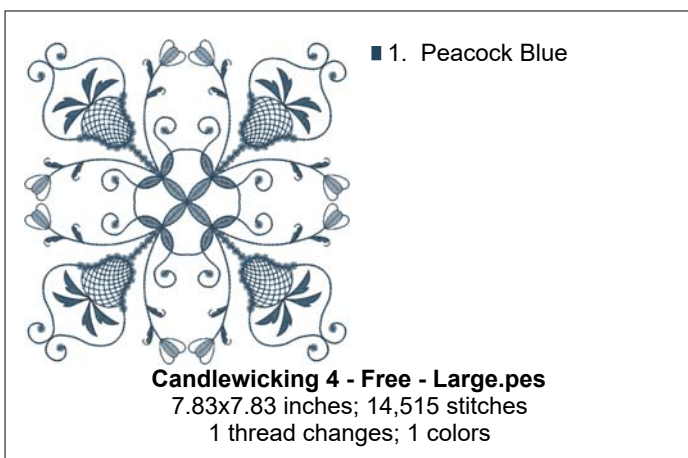 1. Peacock Blue
Candlewicking 4 - Free - Large.pes
7.83x7.83 inches; 14,515 stitches
1 thread changes; 1 colors